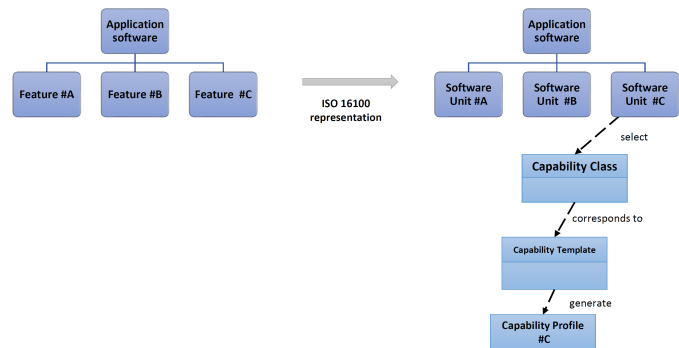 Application
software
Feature #A
Feature #B
Feature #C
ISO 16100
representation
Application
software
Software
Unit #A
Software
Unit #B
Software
Unit #C
select
Capability Class
corresponds to
Capability Template
generate
Capability Profile
#C